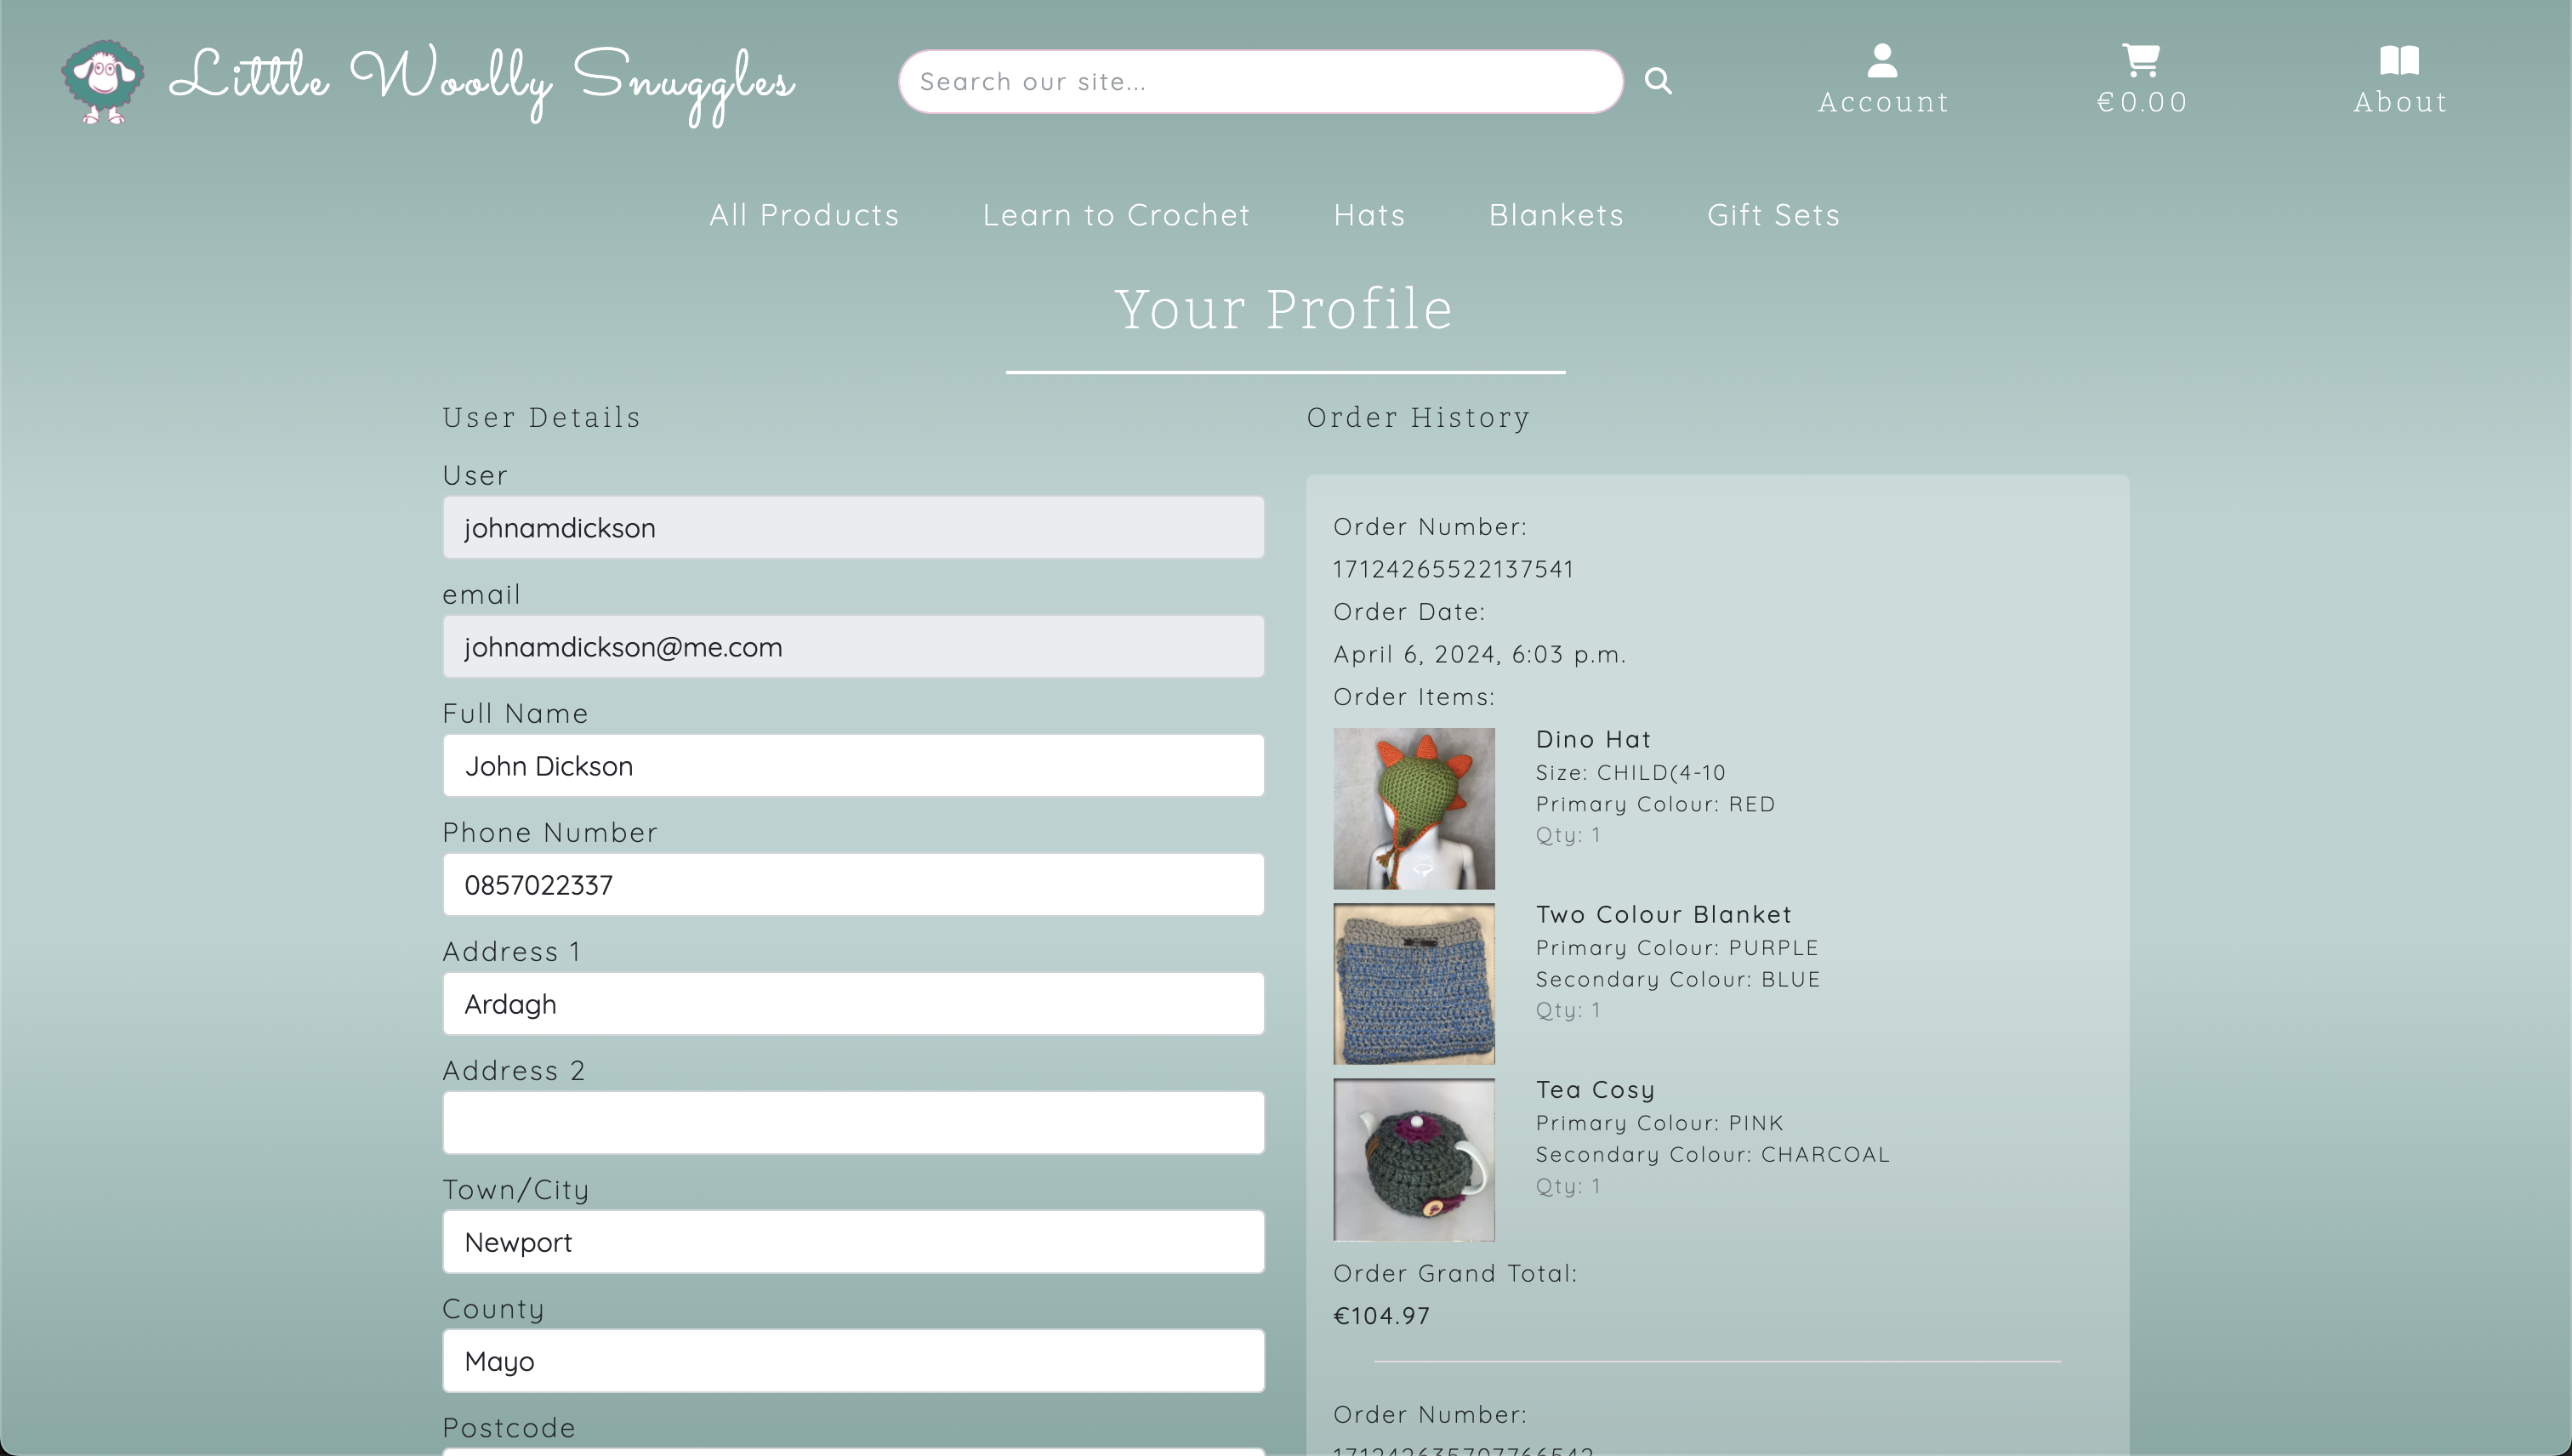 Little Woolly Snuggles
Search our site...
Account
€0.00
About
All Products Learn to Crochet Hats Blankets Gift Sets
Your Profile
User Details
User
johnamdickson
email
johnamdickson@me.com
Full Name
John Dickson
Phone Number
0857022337
Address 1
Ardagh
Address 2
Town/City
Newport
County
Mayo
Postcode
Order History
Order Number:
17124265522137541
Order Date:
April 6, 2024, 6:03 p.m.
Order Items:
Dino Hat
Size: CHILD(4-10
Primary Colour: RED
Qty: 1
Two Colour Blanket
Primary Colour: PURPLE
Secondary Colour: BLUE
Qty: 1
Tea Cosy
Primary Colour: PINK
Secondary Colour: CHARCOAL
Qty: 1
Order Grand Total:
€104.97
Order Number: